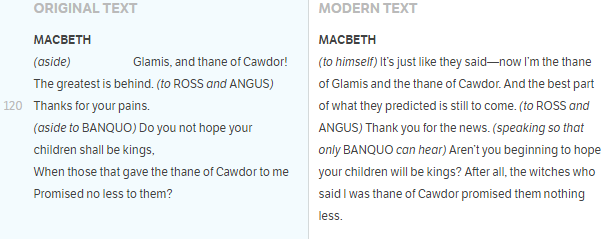 ORIGINAL TEXT
MACBETH
(aside) Glamis, and thane of Cawdor!
The greatest is behind. (to ROSS and ANGUS)
120 Thanks for your pains.
(aside to BANQUO) Do you not hope your
children shall be kings,
When those that gave the thane of Cawdor to me
Promised no less to them?
MODERN TEXT
MACBETH
(to himself) It's just like they said—now I'm the thane
of Glamis and the thane of Cawdor. And the best part
of what they predicted is still to come. (to ROSS and
ANGUS) Thank you for the news. (speaking so that
only BANQUO can hear) Aren't you beginning to hope
your children will be kings? After all, the witches who
said I was thane of Cawdor promised them nothing
less.